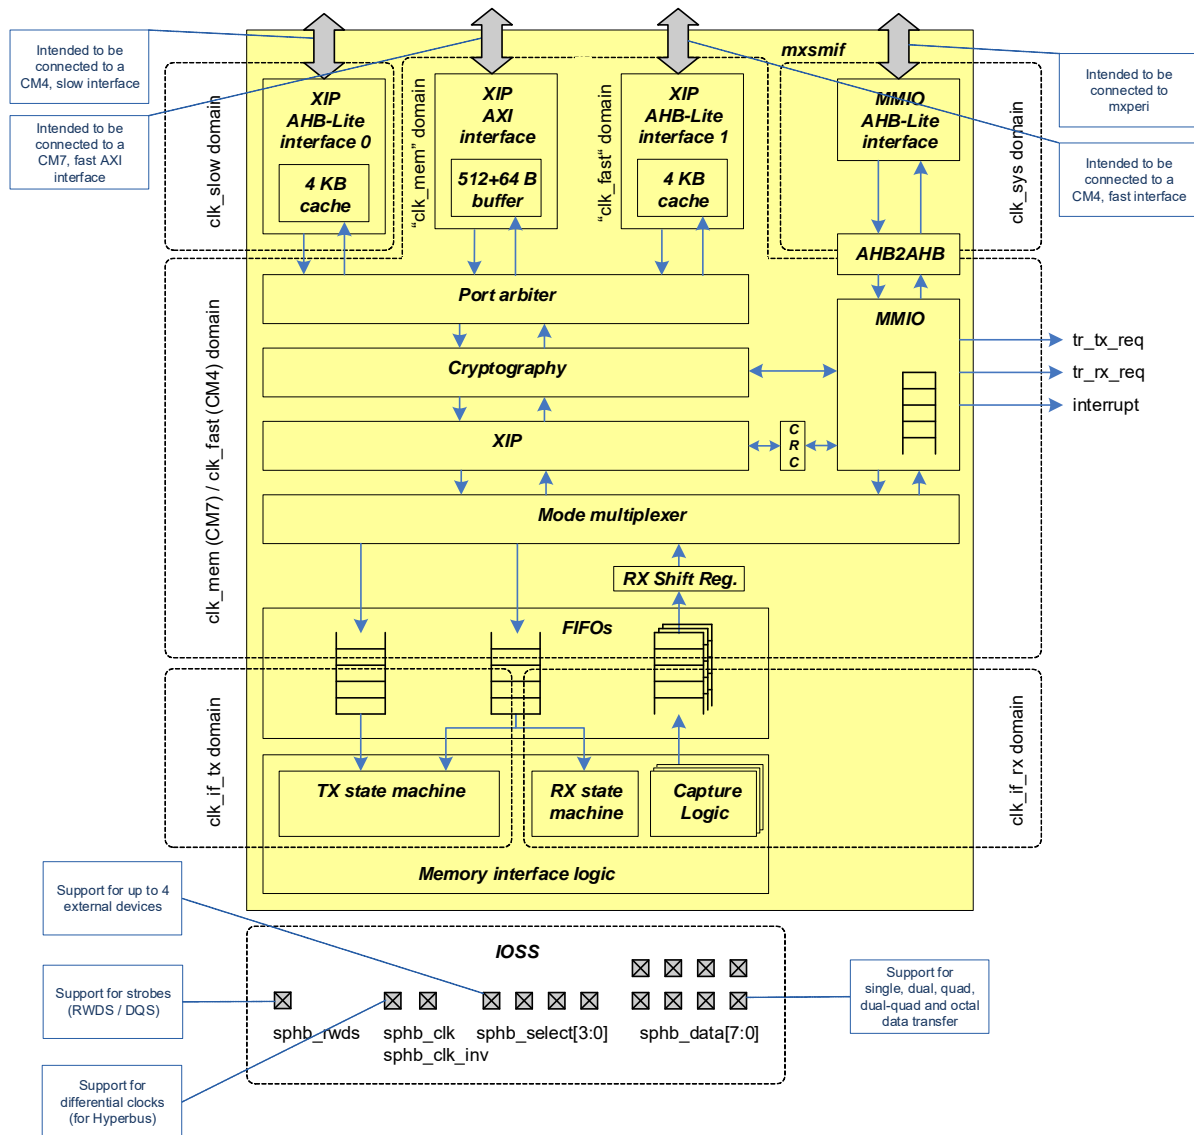 mxsmif
Intended to be
connected to a
CM4, slow interface
Intended to be
connected to a
CM7, fast AXI
interface
Intended to be
connected to
mxperi
Intended to be
connected to a
CM4, fast interface
clk_slow domain
XIP
AHB-Lite
interface 0
4 KB
cache
"clk_mem" domain
XIP
AXI
interface
512+64 B
buffer
"clk_fast" domain
XIP
AHB-Lite
interface 1
4 KB
cache
MMIO
AHB-Lite
interface
clk_sys domain
AHB2AHB
clk_mem (CM7) / clk_fast (CM4) domain
Port arbiter
MMIO
tr_tx_req
Cryptography
tr_rx_req
interrupt
XIP
C
R
C
Mode multiplexer
RX Shift Reg.
FIFOs
clk_if_tx domain
TX state machine
RX state
machine
Capture
Logic
clk_if_rx domain
Memory interface logic
Support for up to 4
external devices
IOSS
Support for strobes
(RWDS / DQS)
Support for
single, dual, quad,
dual-quad and octal
data transfer
sphb_rwds
sphb_clk
sphb_clk_inv
sphb_select[3:0]
sphb_data[7:0]
Support for
differential clocks
(for Hyperbus)